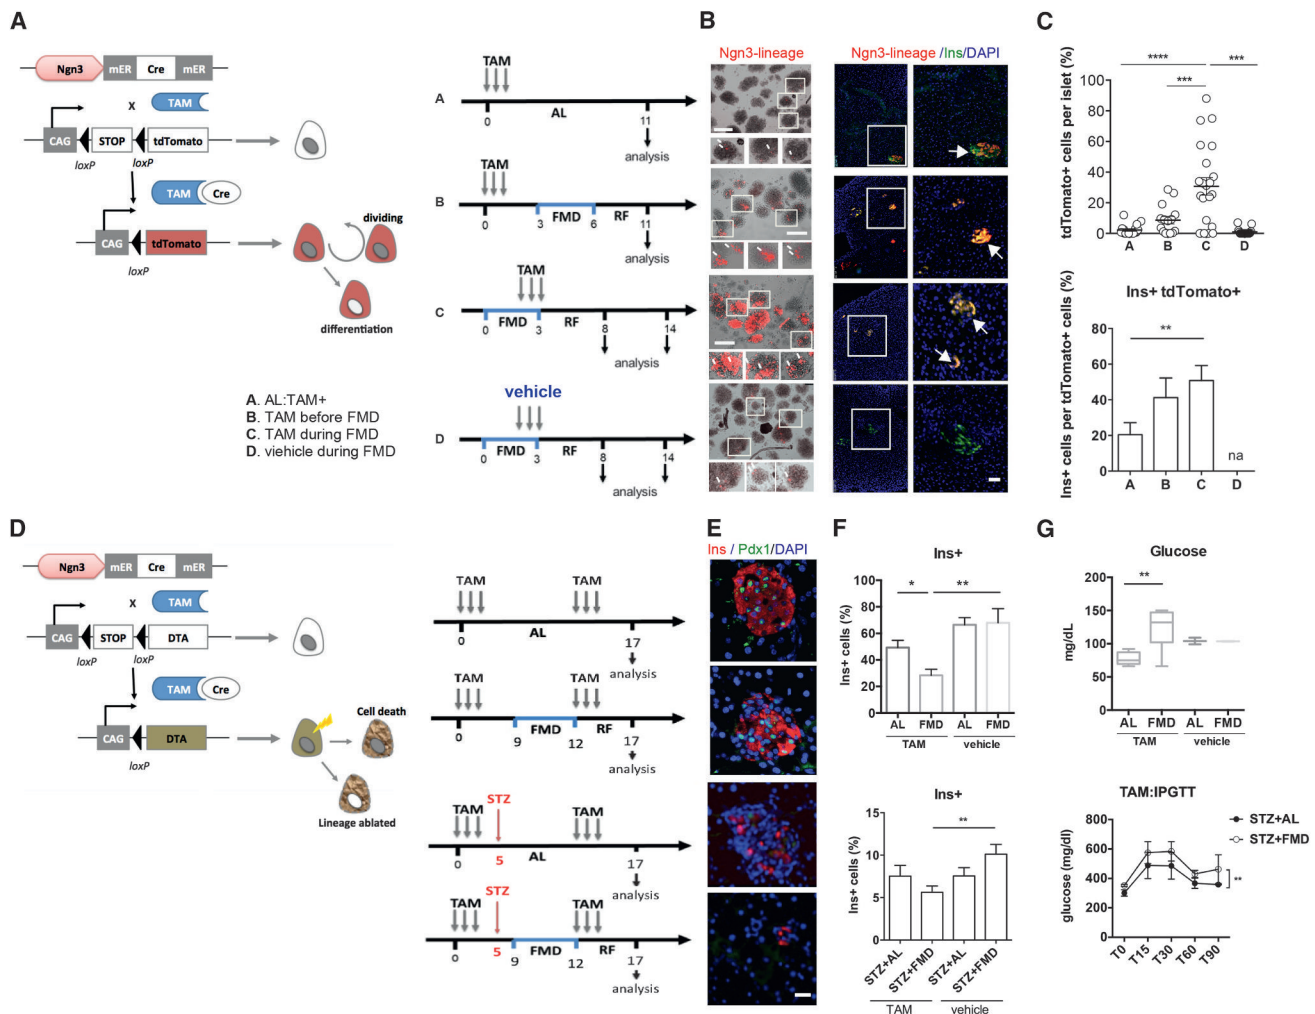 A
Ngn3
mER
Cre
mER
x
TAM
CAG
STOP
tdTomato
loxP
loxP
TAM
Cre
CAG
tdTomato
loxP
dividing
differentiation
A. AL:TAM+
B. TAM before FMD
C. TAM during FMD
D. viehicle during FMD
A
TAM
0
AL
11
analysis
B
TAM
0
3
FMD
6
RF
11
analysis
C
TAM
0
FMD
3
RF
8
14
analysis
vehicle
D
0
FMD
3
RF
8
14
analysis
B
Ngn3-lineage
Ngn3-lineage /Ins/DAPI
C
tdTomato+ cells per islet (%)
****
***
***
100
80
60
40
20
0
A B C D
Ins+ tdTomato+
Ins+ cells per tdTomato+ cells (%)
**
80
60
40
20
0
na
A B C D
D
Ngn3
mER
Cre
mER
x
TAM
CAG
STOP
DTA
loxP
loxP
TAM
Cre
CAG
DTA
loxP
Cell death
Lineage ablated
TAM
TAM
0
AL
17
analysis
TAM
TAM
0
9
FMD
12
RF
17
analysis
TAM
STZ
TAM
0
5
AL
17
analysis
TAM
STZ
TAM
0
5
9
FMD
12
RF
17
analysis
E
Ins / Pdx1/DAPI
F
Ins+
Ins+ cells (%)
*
**
100
80
60
40
20
0
AL FMD AL FMD
TAM vehicle
Ins+
Ins+ cells (%)
**
15
10
5
0
STZ+AL STZ+FMD STZ+AL STZ+FMD
TAM vehicle
G
Glucose
mg/dL
**
200
150
100
50
0
AL FMD AL FMD
TAM vehicle
TAM:IPGTT
STZ+AL
STZ+FMD
glucose (mg/dl)
800
600
400
200
0
**
T0 T15 T30 T60 T90